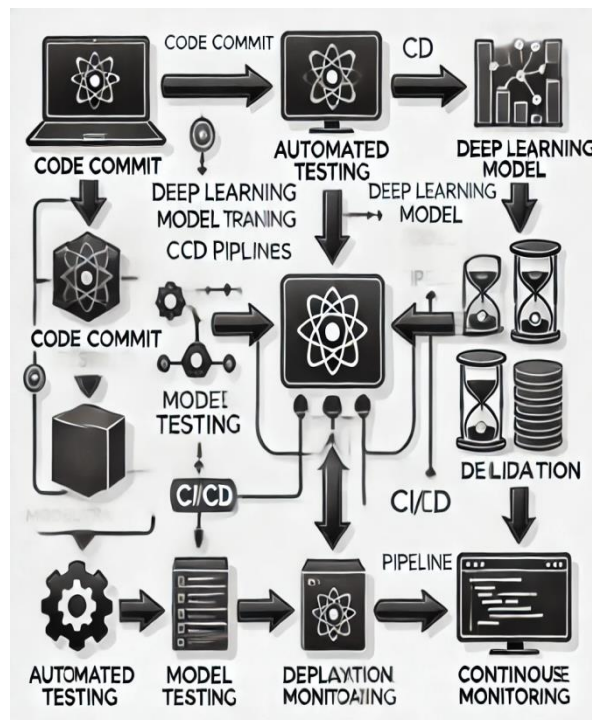 CODE COMMIT
CD
CODE COMMIT
AUTOMATED
TESTING
DEEP LEARNING
MODEL
DEEP LEARNING
MODEL TRANING
CCD PIPLINES
DEEP LEARNING
MODEL
CODE COMMIT
MODEL
TESTING
CI/CD
DELIDATION
CI/CD
PIPELINE
AUTOMATED
TESTING
MODEL
TESTING
MONITOAING
CONTINOUSE
MONITORING